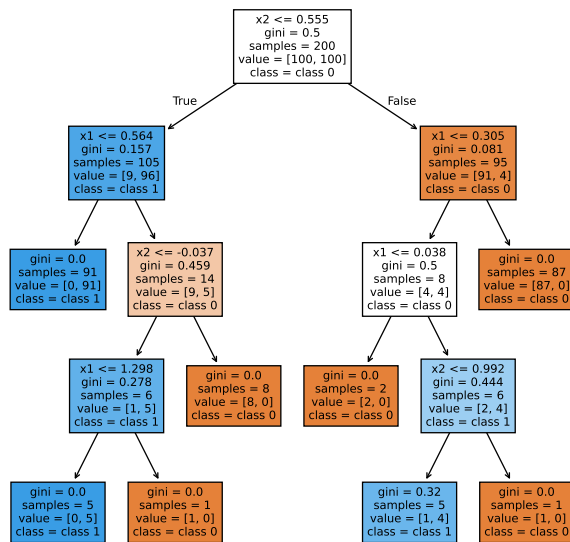 x2 <= 0.555
gini = 0.5
samples = 200
value = [100, 100]
class = class 0
True
False
x1 <= 0.564
gini = 0.157
samples = 105
value = [9, 96]
class = class 1
x1 <= 0.305
gini = 0.081
samples = 95
value = [91, 4]
class = class 0
gini = 0.0
samples = 91
value = [0, 91]
class = class 1
x2 <= -0.037
gini = 0.459
samples = 14
value = [9, 5]
class = class 0
x1 <= 0.038
gini = 0.5
samples = 8
value = [4, 4]
class = class 0
gini = 0.0
samples = 87
value = [87, 0]
class = class 0
x1 <= 1.298
gini = 0.278
samples = 6
value = [1, 5]
class = class 1
gini = 0.0
samples = 8
value = [8, 0]
class = class 0
gini = 0.0
samples = 2
value = [2, 0]
class = class 0
x2 <= 0.992
gini = 0.444
samples = 6
value = [2, 4]
class = class 1
gini = 0.0
samples = 5
value = [0, 5]
class = class 1
gini = 0.0
samples = 1
value = [1, 0]
class = class 0
gini = 0.32
samples = 5
value = [1, 4]
class = class 1
gini = 0.0
samples = 1
value = [1, 0]
class = class 0